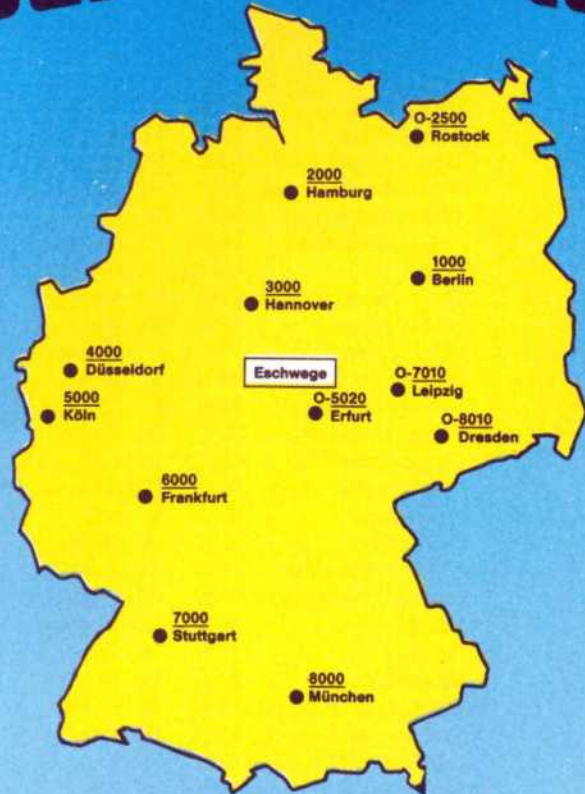 O-2500
Rostock
2000
Hamburg
1000
Berlin
3000
Hannover
4000
Düsseldorf
Eschwege
O-7010
Leipzig
5000
Köln
O-5020
Erfurt
O-8010
Dresden
6000
Frankfurt
7000
Stuttgart
8000
München